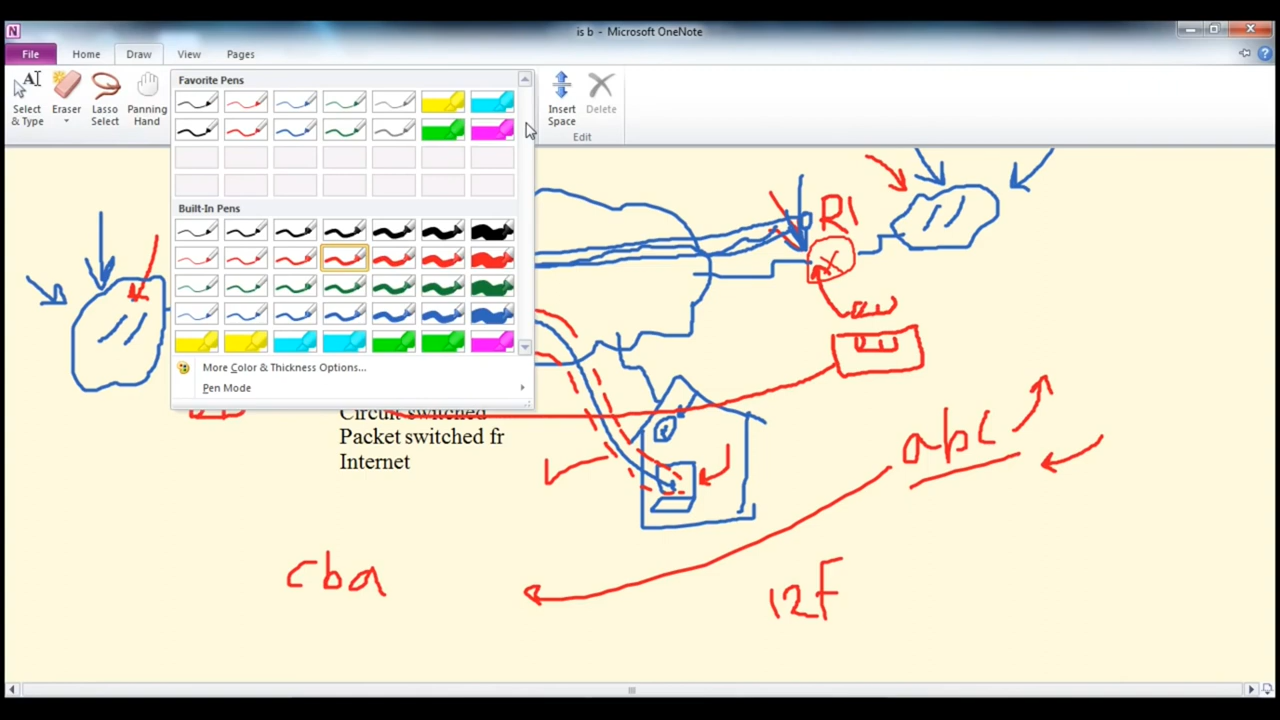 is b - Microsoft OneNote
File Home Draw View Pages
Select & Type
Eraser
Lasso Select
Panning Hand
Favorite Pens
Built-In Pens
More Color & Thickness Options...
Pen Mode
Insert Space
Delete
Edit
R1
X
Circuit switched
Packet switched fr
Internet
abc
cba
12F